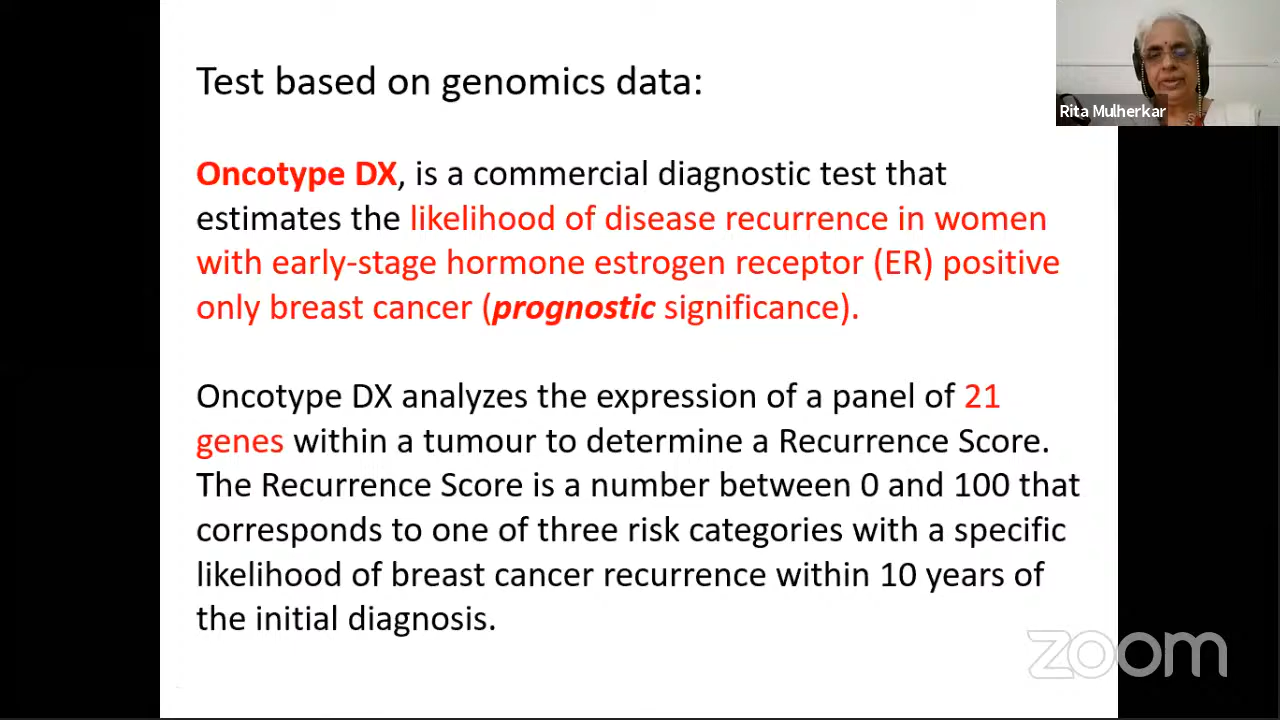 Test based on genomics data:
Rita Mulherkar
Oncotype DX, is a commercial diagnostic test that
estimates the likelihood of disease recurrence in women
with early-stage hormone estrogen receptor (ER) positive
only breast cancer (prognostic significance).
Oncotype DX analyzes the expression of a panel of 21
genes within a tumour to determine a Recurrence Score.
The Recurrence Score is a number between 0 and 100 that
corresponds to one of three risk categories with a specific
likelihood of breast cancer recurrence within 10 years of
the initial diagnosis.
zoom